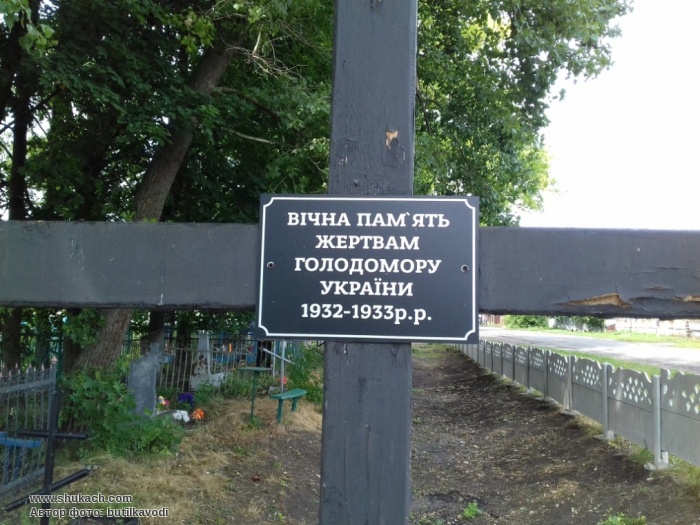 ВІЧНА ПАМ`ЯТЬ
ЖЕРТВАМ
ГОЛОДОМОРУ
УКРАЇНИ
1932-1933р.р.
www.shukach.com
Автор фото: butilkavodi